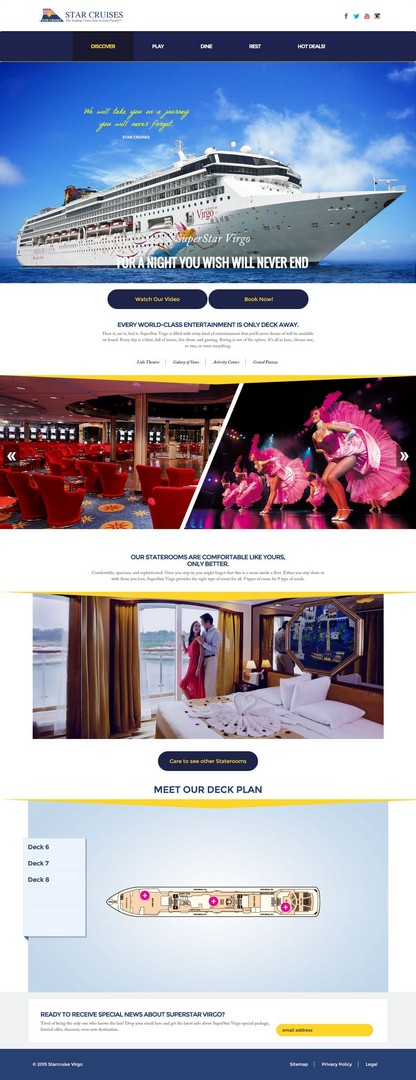 STAR CRUISES
The Leading Cruise Line in Asia-Pacific
DISCOVER
PLAY
DINE
REST
HOT DEALS!
We will take you on a journey
you will never forget.
STAR CRUISES
Virgo
SuperStar Virgo
FOR A NIGHT YOU WISH WILL NEVER END
Watch Our Video
Book Now!
EVERY WORLD-CLASS ENTERTAINMENT IS ONLY DECK AWAY.
Hear it, see it, feel it. SuperStar Virgo is filled with every kind of entertainment that you'll never dream of will be available
on board. Every day is a blast, full of music, live show, and gaming. Boring is out of the option. It's all in here, choose one,
or two, or even everything.
Lido Theatre
Galaxy of Stars
Activity Center
Grand Piazza
OUR STATEROOMS ARE COMFORTABLE LIKE YOURS,
ONLY BETTER.
Comfortably, spacious, and sophisticated. Once you step in, you might forgot that this is a room inside a fleet. Either you stay alone or
with those you love, SuperStar Virgo provides the right type of room for all. 9 types of room for 9 type of needs.
Care to see other Staterooms
MEET OUR DECK PLAN
Deck 6
Deck 7
Deck 8
READY TO RECEIVE SPECIAL NEWS ABOUT SUPERSTAR VIRGO?
Tired of being the only one who knows the last? Drop your email here and get the latest info about SuperStar Virgo special package,
limited offer, discount, even new destination.
email address
© 2015 Starcruise Virgo
Sitemap
Privacy Policy
Legal